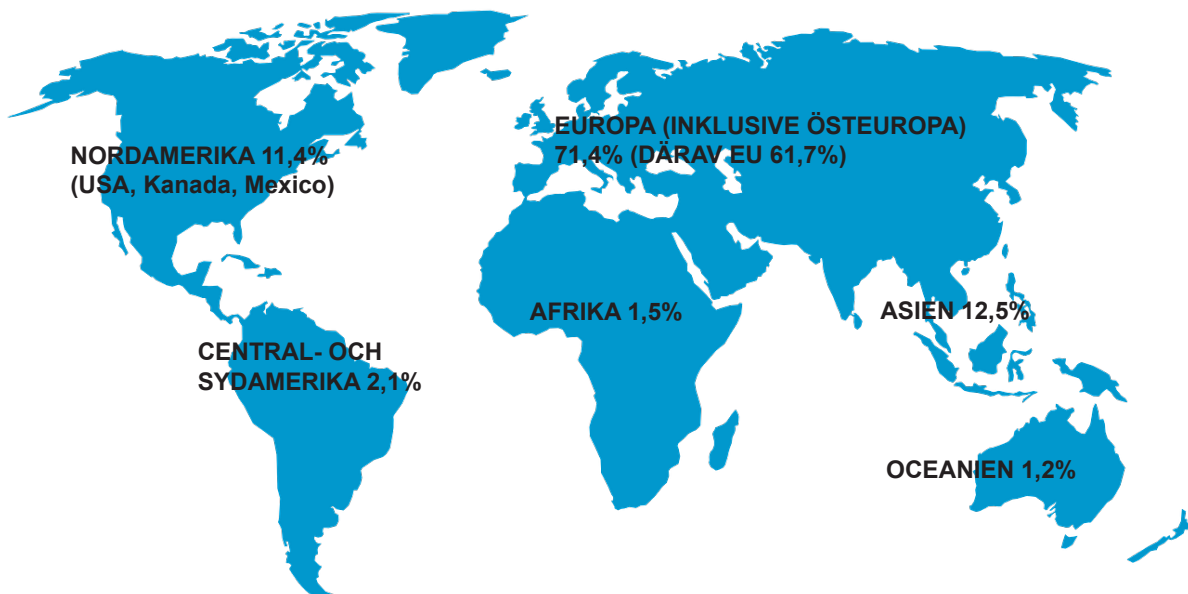 EUROPA (INKLUSIVE ÖSTEUROPA)
71,4% (DÄRAV EU 61,7%)
NORDAMERIKA 11,4%
(USA, Kanada, Mexico)
AFRIKA 1,5%
ASIEN 12,5%
CENTRAL- OCH
SYDAMERIKA 2,1%
OCEANIEN 1,2%